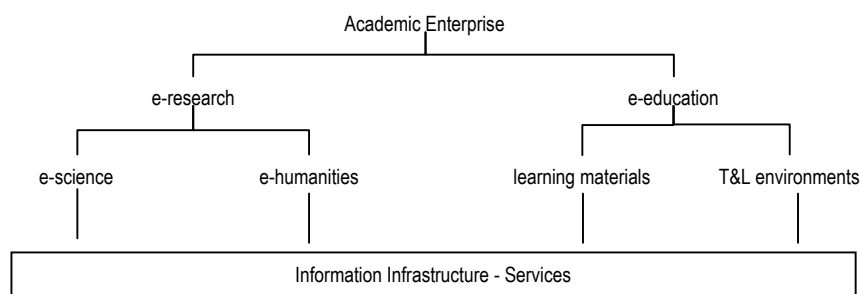 Academic Enterprise
e-research
e-education
e-science
e-humanities
learning materials
T&L environments
Information Infrastructure - Services